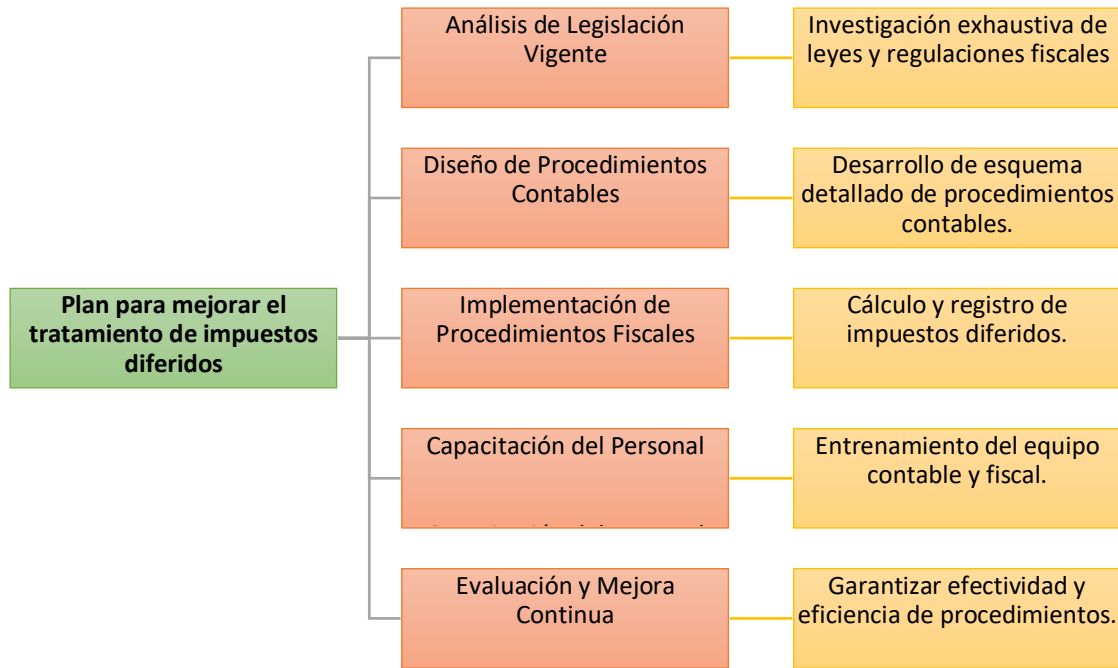 Análisis de Legislación
Vigente
Investigación exhaustiva de
leyes y regulaciones fiscales
Diseño de Procedimientos
Contables
Desarrollo de esquema
detallado de procedimientos
contables.
Plan para mejorar el
tratamiento de impuestos
diferidos
Implementación de
Procedimientos Fiscales
Cálculo y registro de
impuestos diferidos.
Capacitación del Personal
Entrenamiento del equipo
contable y fiscal.
Evaluación y Mejora
Continua
Garantizar efectividad y
eficiencia de procedimientos.